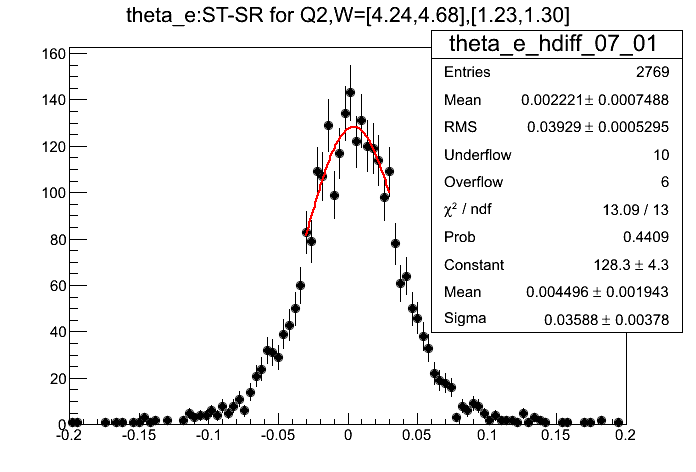 theta_e:ST-SR for Q2,W=[4.24,4.68],[1.23,1.30]
theta_e_hdiff_07_01
Entries 2769
Mean 0.002221 ± 0.0007488
RMS 0.03929 ± 0.0005295
Underflow 10
Overflow 6
χ² / ndf 13.09 / 13
Prob 0.4409
Constant 128.3 ± 4.3
Mean 0.004496 ± 0.001943
Sigma 0.03588 ± 0.00378
160
140
120
100
80
60
40
20
0
-0.2 -0.15 -0.1 -0.05 0 0.05 0.1 0.15 0.2